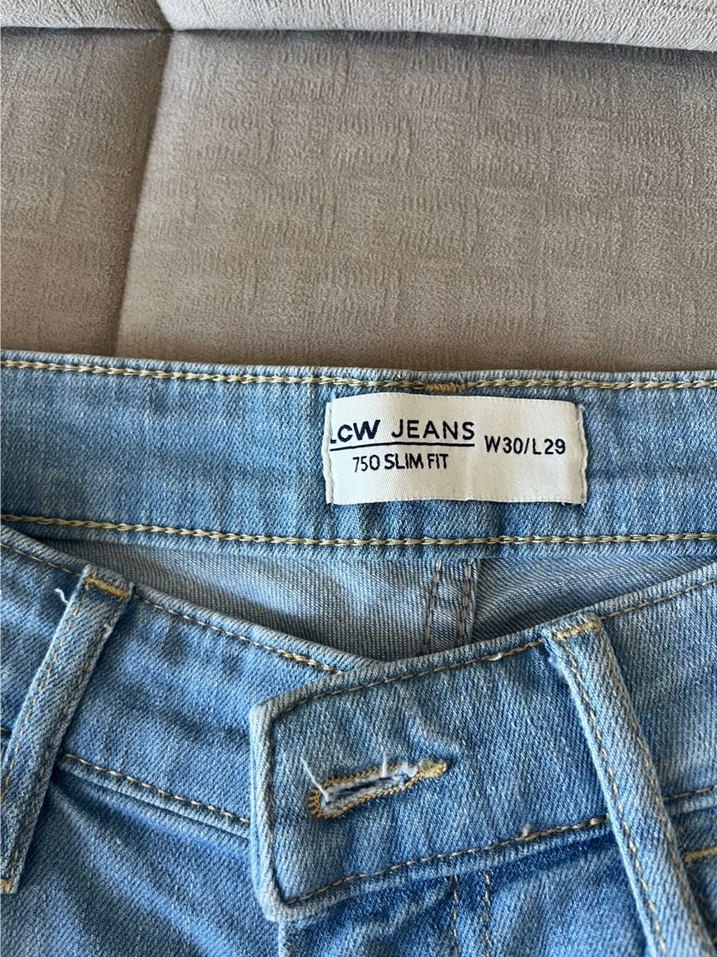 LCW JEANS
750 SLIM FIT
W30/L29